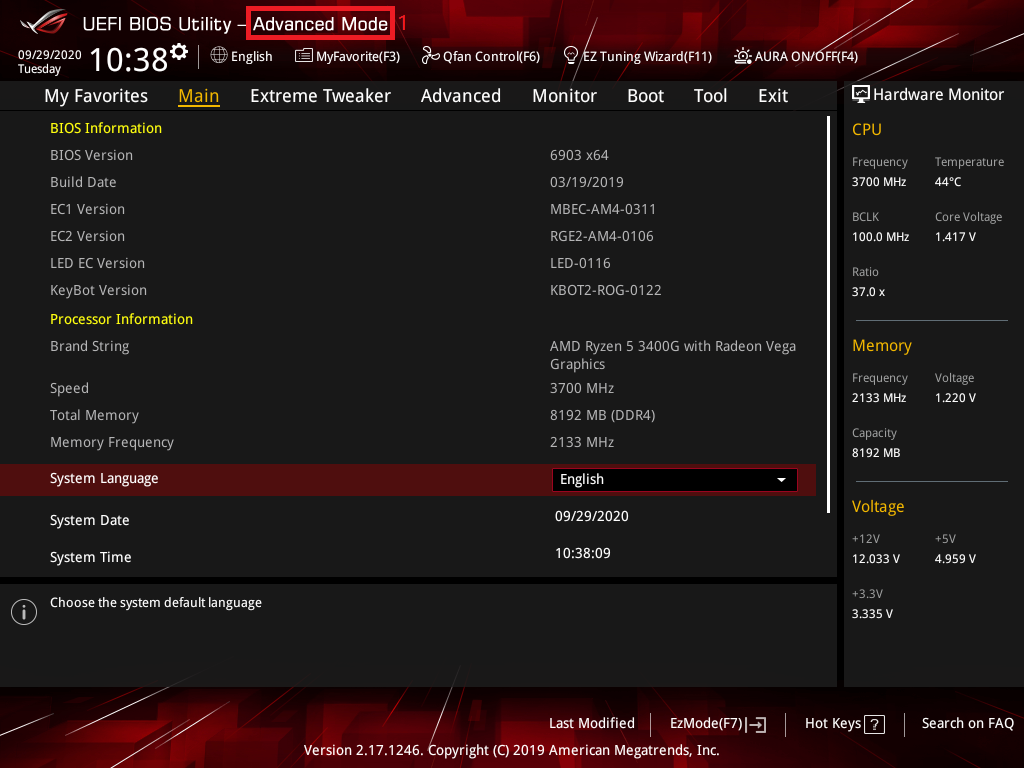 UEFI BIOS Utility – Advanced Mode 1
09/29/2020
Tuesday
10:38
English MyFavorite(F3) Qfan Control(F6) EZ Tuning Wizard(F11) AURA ON/OFF(F4)
My Favorites Main Extreme Tweaker Advanced Monitor Boot Tool Exit
BIOS Information
BIOS Version 6903 x64
Build Date 03/19/2019
EC1 Version MBEC-AM4-0311
EC2 Version RGE2-AM4-0106
LED EC Version LED-0116
KeyBot Version KBOT2-ROG-0122
Processor Information
Brand String AMD Ryzen 5 3400G with Radeon Vega
Graphics
Speed 3700 MHz
Total Memory 8192 MB (DDR4)
Memory Frequency 2133 MHz
System Language English
System Date 09/29/2020
System Time 10:38:09
Choose the system default language
Hardware Monitor
CPU
Frequency Temperature
3700 MHz 44°C
BCLK Core Voltage
100.0 MHz 1.417 V
Ratio
37.0 x
Memory
Frequency Voltage
2133 MHz 1.220 V
Capacity
8192 MB
Voltage
+12V +5V
12.033 V 4.959 V
+3.3V
3.335 V
Last Modified EzMode(F7) Hot Keys ? Search on FAQ
Version 2.17.1246. Copyright (C) 2019 American Megatrends, Inc.